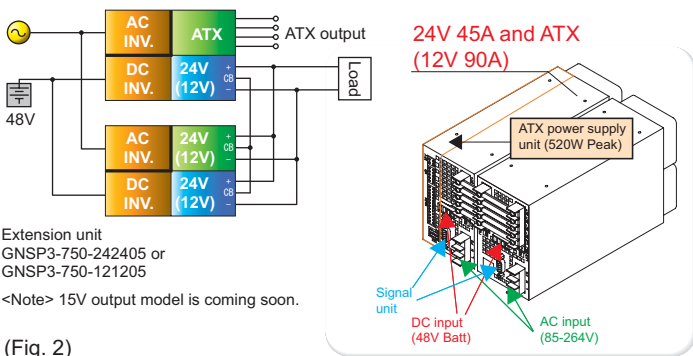 AC
INV.
ATX
ATX output
DC
INV.
24V
(12V)
+
CB
–
Load
48V
AC
INV.
24V
(12V)
+
CB
–
DC
INV.
24V
(12V)
+
CB
–
Extension unit
GNSP3-750-242405 or
GNSP3-750-121205
<Note> 15V output model is coming soon.
(Fig. 2)
24V 45A and ATX
(12V 90A)
ATX power supply
unit (520W Peak)
Signal
unit
DC input
(48V Batt)
AC input
(85-264V)